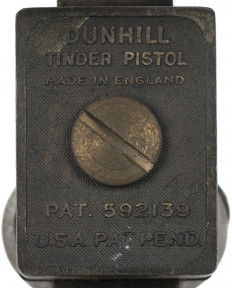 DUNHILL
TINDER PISTOL
MADE IN ENGLAND
PAT. 592139
U.S.A. PAT. PEND.